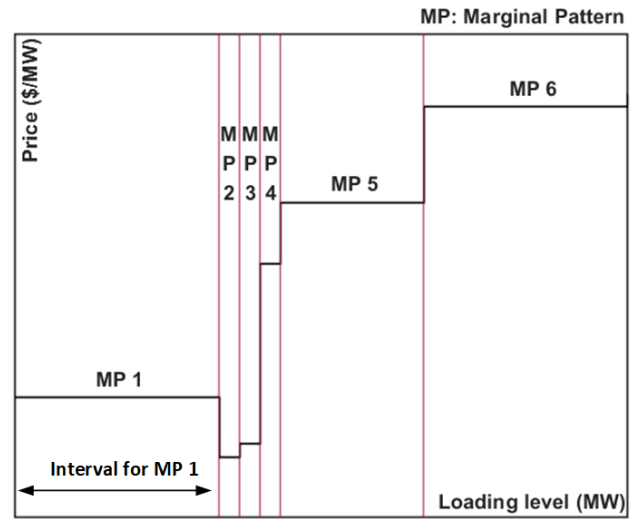 MP: Marginal Pattern
Price ($/MW)
MP 6
M M M
P P P
2 3 4
MP 5
MP 1
Interval for MP 1
Loading level (MW)